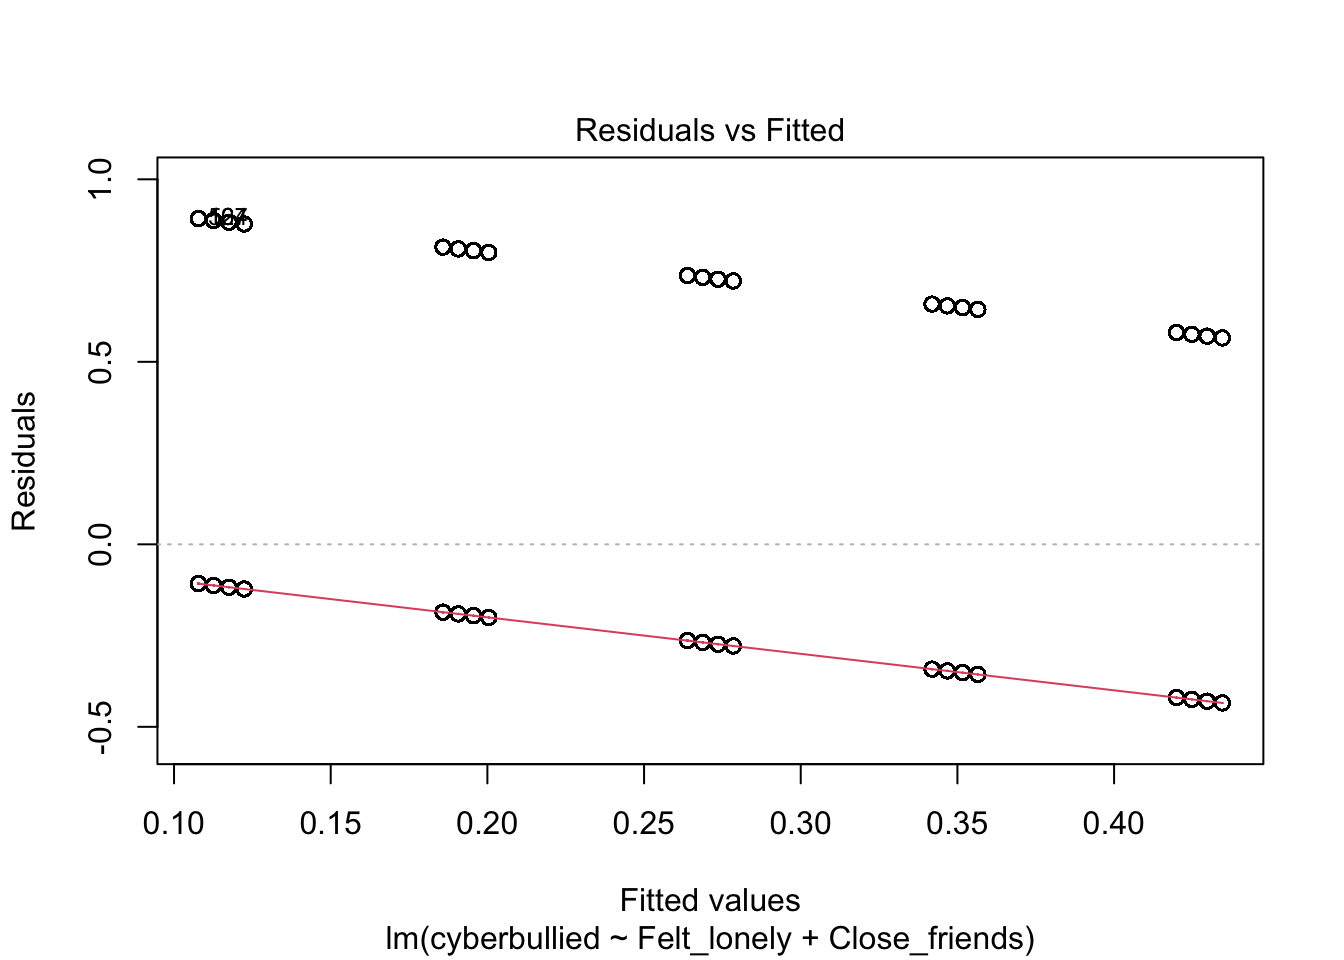 Residuals vs Fitted
1.0
0.5
0.0
-0.5
Residuals
0.10 0.15 0.20 0.25 0.30 0.35 0.40
Fitted values
lm(cyberbullied ~ Felt_lonely + Close_friends)